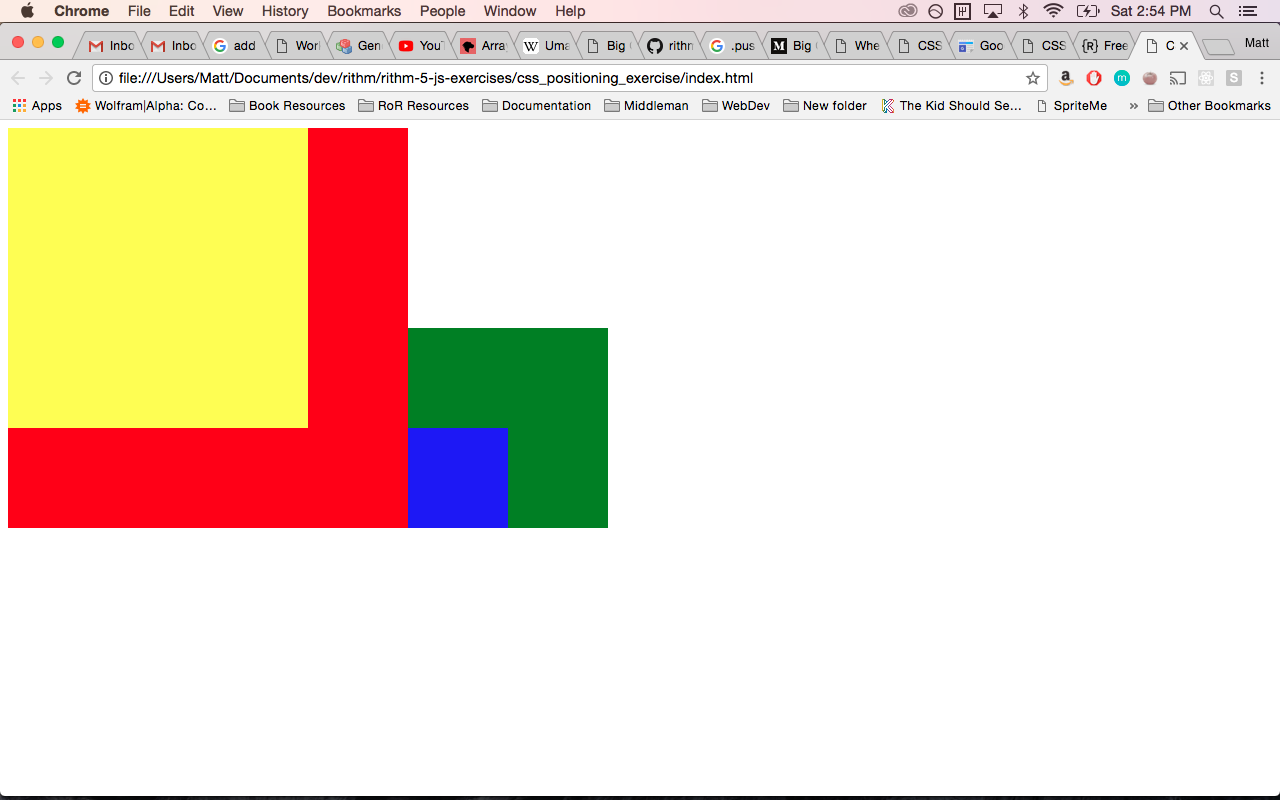 Chrome File Edit View History Bookmarks People Window Help Sat 2:54 PM
Inbo Inbo add Worl Gen YouT Array Uma Big rithn .pus Big Whe CSS Goo CSS {R} Free C Matt
file:///Users/Matt/Documents/dev/rithm/rithm-5-js-exercises/css_positioning_exercise/index.html
Apps Wolfram|Alpha: Co... Book Resources RoR Resources Documentation Middleman WebDev New folder The Kid Should Se... SpriteMe » Other Bookmarks